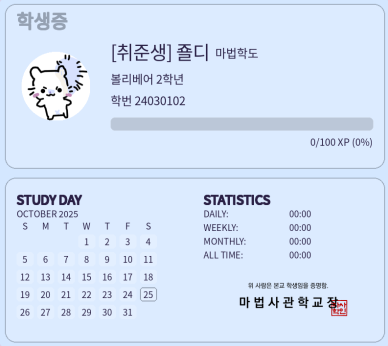 학생증
[취준생] 죨디 마법학도
볼리베어 2학년
학번 24030102
0/100 XP (0%)
STUDY DAY
OCTOBER 2025
S M T W T F S
1 2 3 4
5 6 7 8 9 10 11
12 13 14 15 16 17 18
19 20 21 22 23 24 25
26 27 28 29 30 31
STATISTICS
DAILY: 00:00
WEEKLY: 00:00
MONTHLY: 00:00
ALL TIME: 00:00
위 사람은 본교 학생임을 증명함.
마법사관학교장